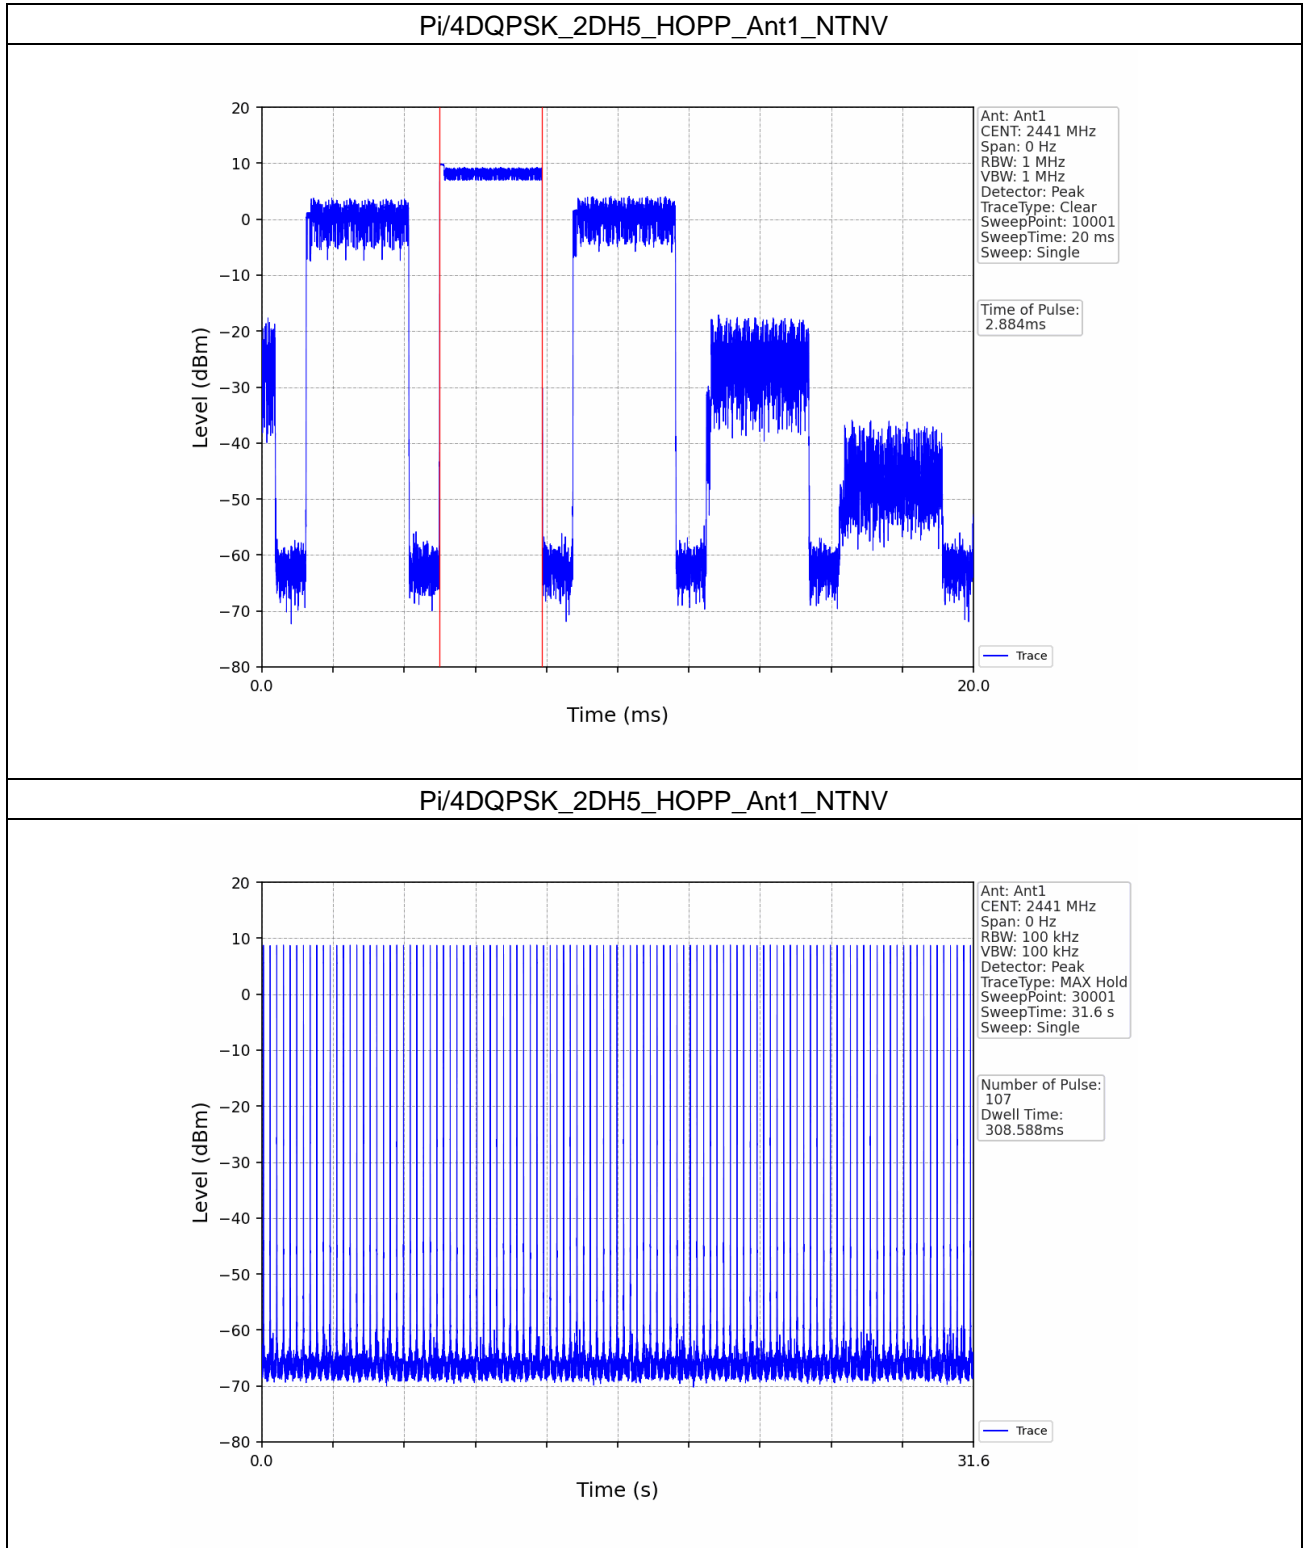 Pi/4DQPSK_2DH5_HOPP_Ant1_NTNV
20
10
0
−10
−20
−30
−40
−50
−60
−70
−80
Level (dBm)
0.0
20.0
Time (ms)
Ant: Ant1
CENT: 2441 MHz
Span: 0 Hz
RBW: 1 MHz
VBW: 1 MHz
Detector: Peak
TraceType: Clear
SweepPoint: 10001
SweepTime: 20 ms
Sweep: Single
Time of Pulse:
2.884ms
Trace
Pi/4DQPSK_2DH5_HOPP_Ant1_NTNV
20
10
0
−10
−20
−30
−40
−50
−60
−70
−80
Level (dBm)
0.0
31.6
Time (s)
Ant: Ant1
CENT: 2441 MHz
Span: 0 Hz
RBW: 100 kHz
VBW: 100 kHz
Detector: Peak
TraceType: MAX Hold
SweepPoint: 30001
SweepTime: 31.6 s
Sweep: Single
Number of Pulse:
107
Dwell Time:
308.588ms
Trace